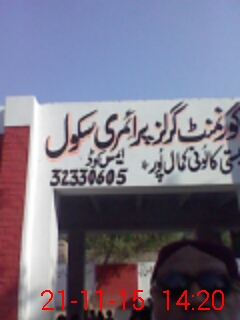 گورنمنٹ گرلز پرائمری سکول
بستی کالونی کمال پور
ایمس کوڈ
32330605
21-11-15 14:20